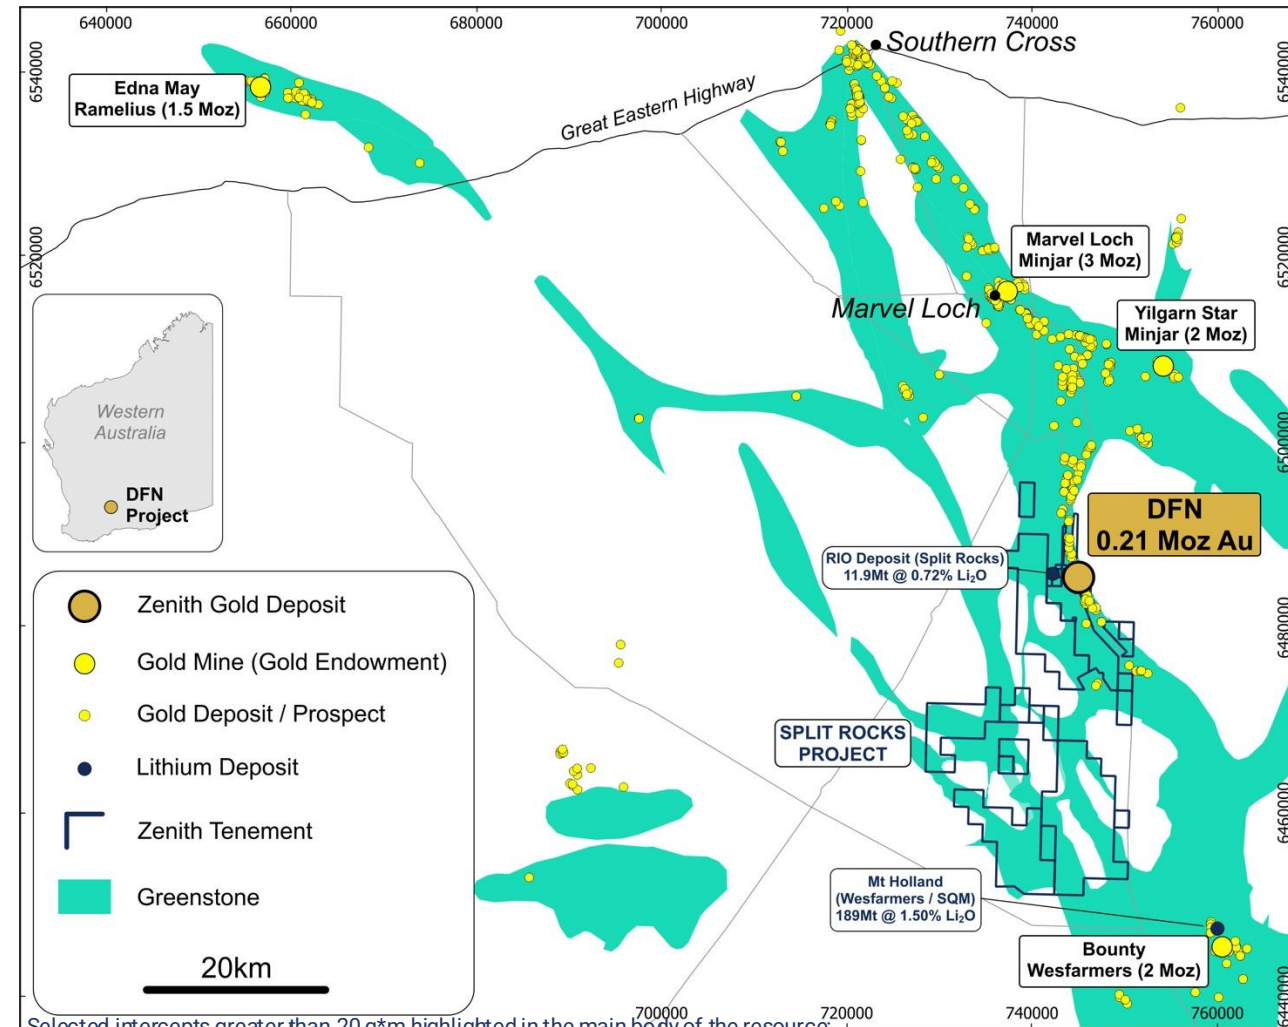 640000 660000 680000 700000 720000 740000 760000
6540000
6540000
Southern Cross
Edna May
Ramelius (1.5 Moz)
Great Eastern Highway
6520000
6520000
Marvel Loch
Minjar (3 Moz)
Marvel Loch
Yilgarn Star
Minjar (2 Moz)
Western
Australia
DFN
Project
6500000
DFN
0.21 Moz Au
RIO Deposit (Split Rocks)
11.9Mt @ 0.72% Li₂O
6480000
Zenith Gold Deposit
Gold Mine (Gold Endowment)
Gold Deposit / Prospect
Lithium Deposit
Zenith Tenement
Greenstone
20km
SPLIT ROCKS
PROJECT
6460000
Mt Holland
(Wesfarmers / SQM)
189Mt @ 1.50% Li₂O
Bounty
Wesfarmers (2 Moz)
6440000
700000 720000 740000 760000
Selected intercepts greater than 20 g*m highlighted in the main body of the resource: